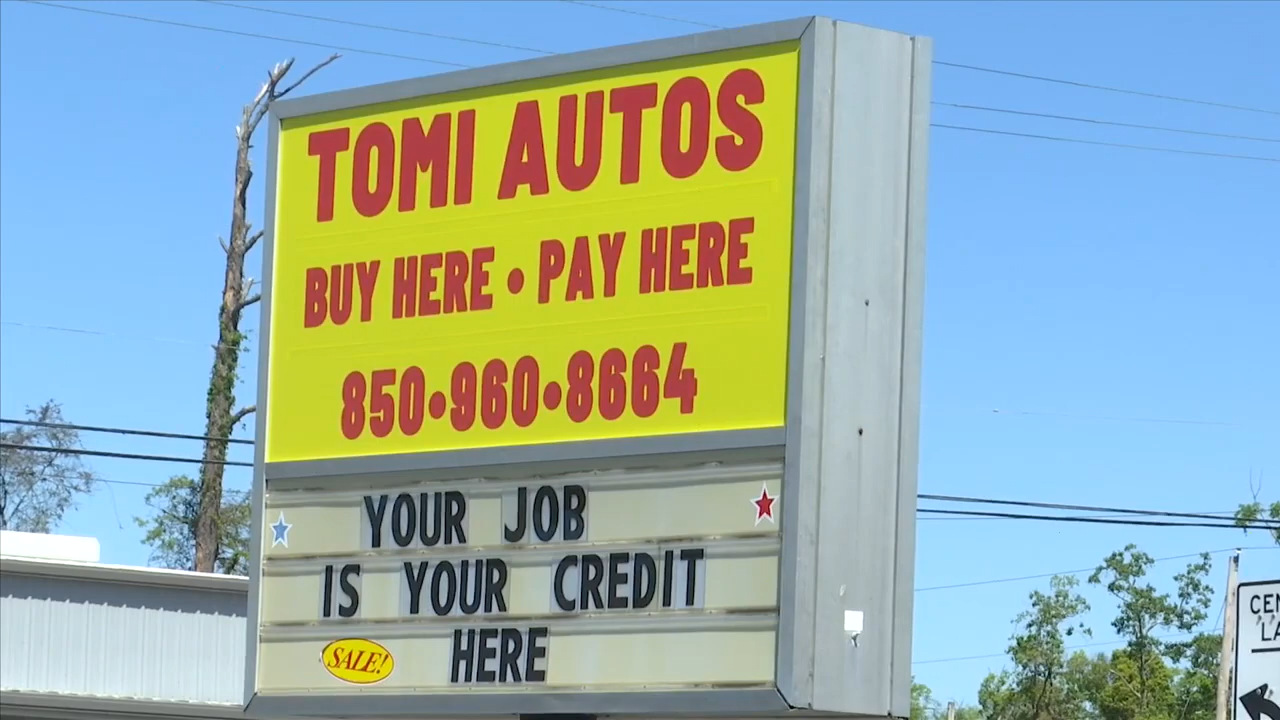 TOMI AUTOS
BUY HERE • PAY HERE
850•960•8664
YOUR JOB
IS YOUR CREDIT
HERE
SALE!